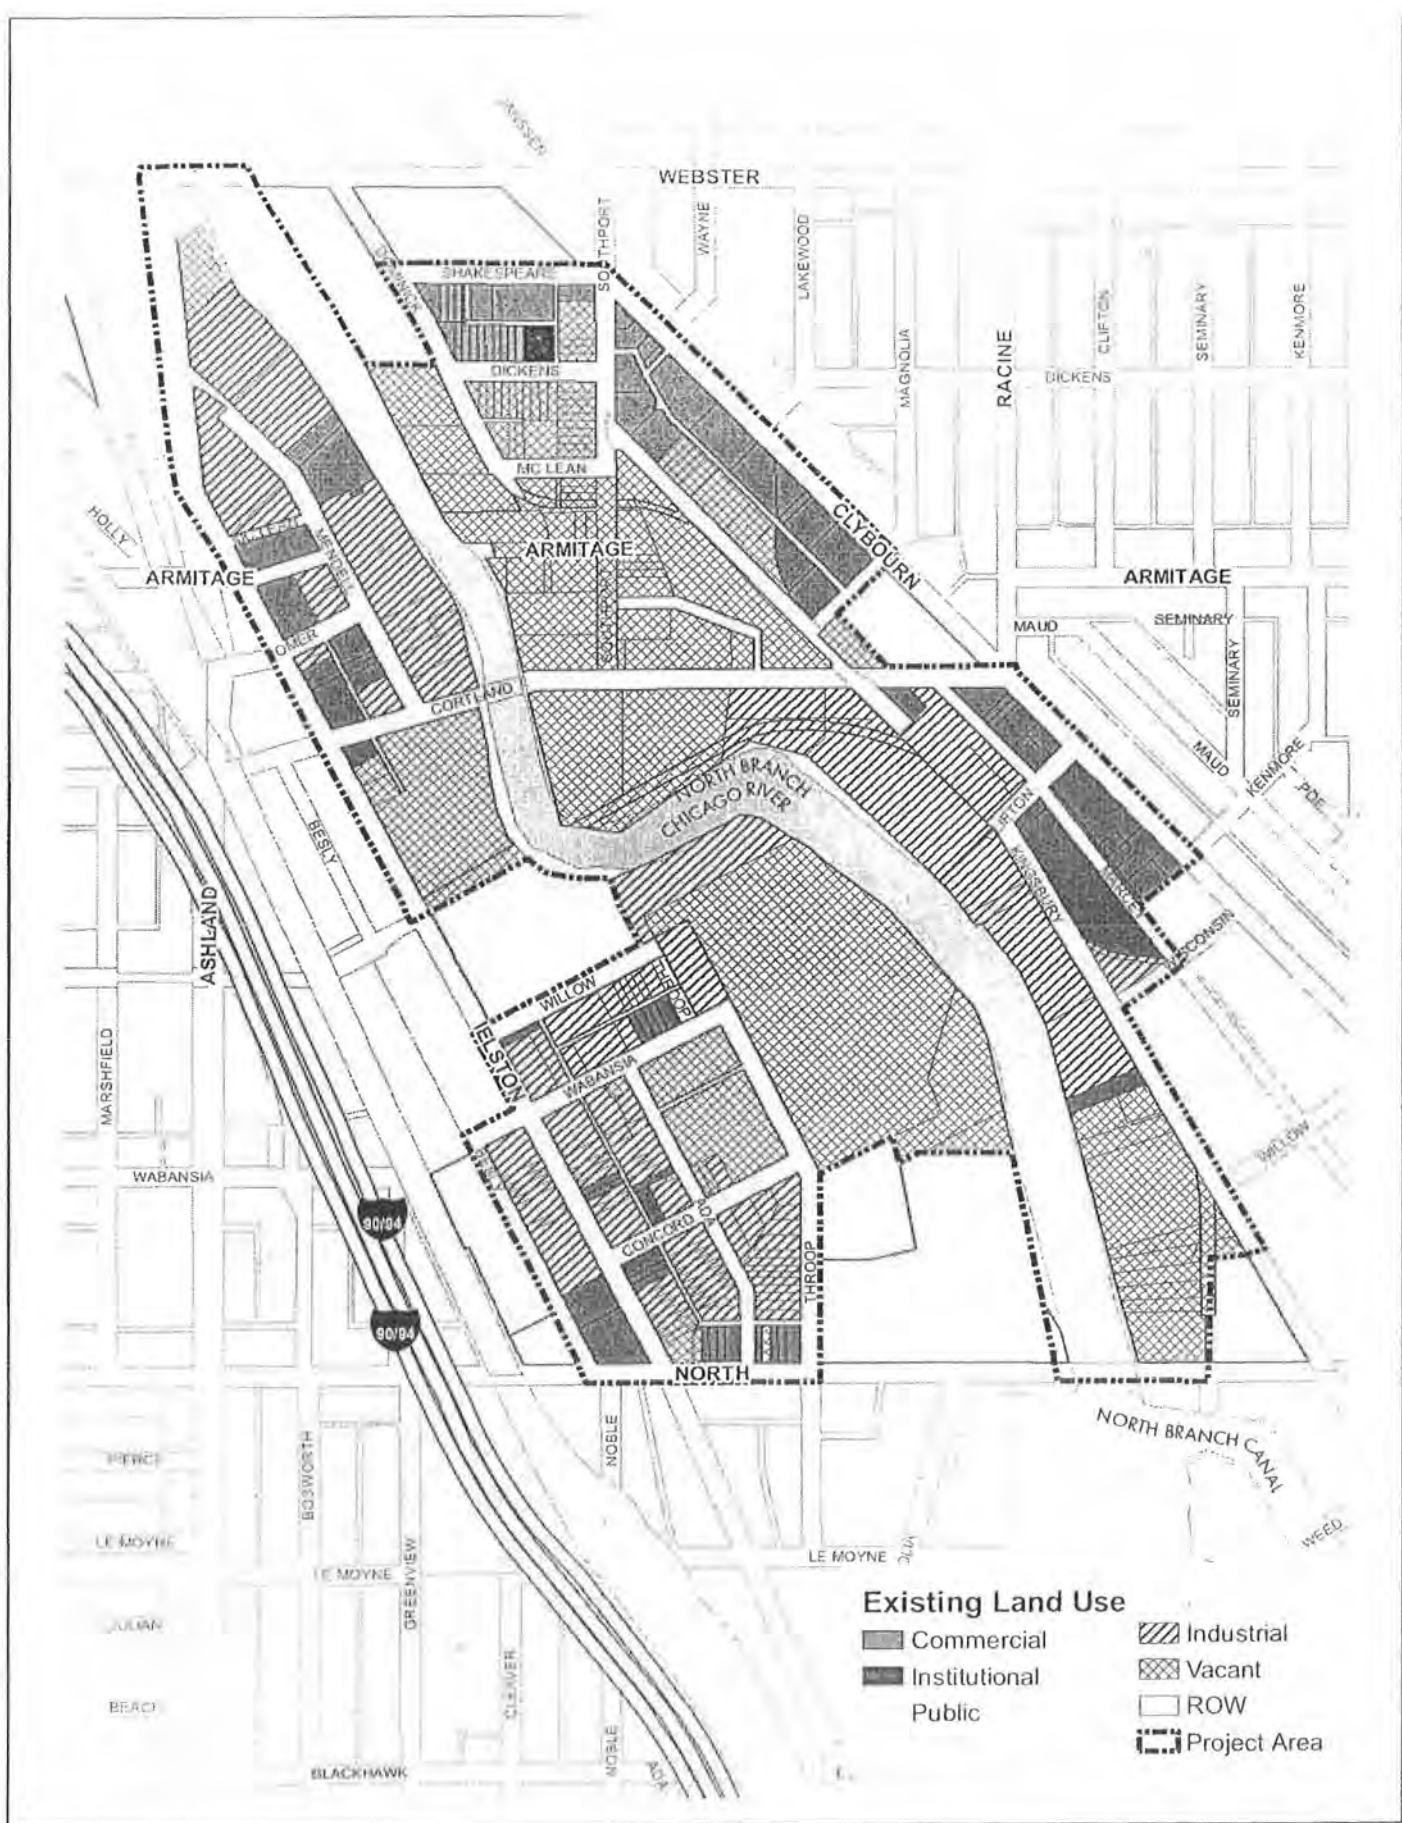 WEBSTER
SOUTHPORT
WAYNE
LAKEWOOD
SHAKESPEARE
CLIFTON
SEMINARY
KENMORE
MAGNOLIA
RACINE
DICKENS
DICKENS
MC LEAN
HOLLY
MENDELL
CLYBOURN
ARMITAGE
ARMITAGE
ARMITAGE
SOUTHPORT
SEMINARY
MAUD
SEMINARY
CORTLAND
MAUD
KENMORE
NORTH BRANCH
CHICAGO RIVER
BESLY
KINGSBURY
ASHLAND
WISCONSIN
WILLOW
THROOP
ELSTON
MARSHFIELD
WABANSIA
WILLOW
WABANSIA
90/94
ADA
CONCORD
THROOP
90/94
NORTH
NOBLE
NORTH BRANCH CANAL
PIERCE
BOSWORTH
WEED
LE MOYNE
LE MOYNE
LE MOYNE
GREENVIEW
JULIAN
CLEAVER
BEACH
NOBLE
ADA
BLACKHAWK
Existing Land Use
Commercial
Institutional
Public
Industrial
Vacant
ROW
Project Area